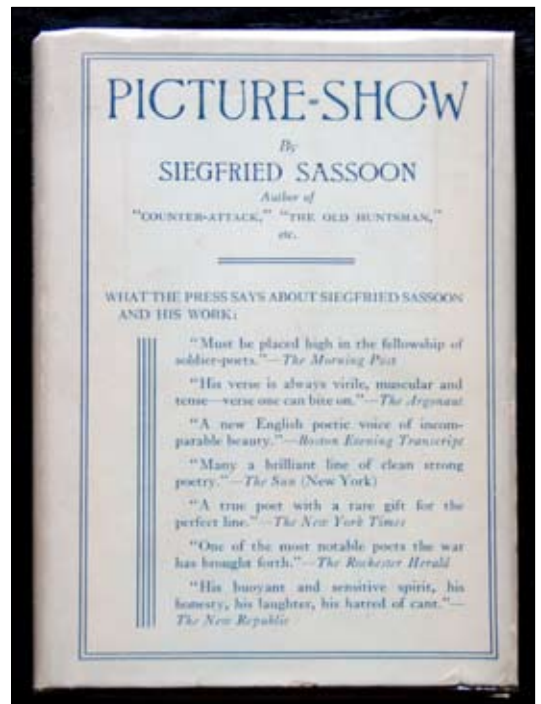 PICTURE-SHOW
By
SIEGFRIED SASSOON
Author of
"COUNTER-ATTACK," "THE OLD HUNTSMAN,"
etc.
WHAT THE PRESS SAYS ABOUT SIEGFRIED SASSOON
AND HIS WORK:
"Must be placed high in the fellowship of
soldier-poets."—The Morning Post
"His verse is always virile, muscular and
tense—verse one can bite on."—The Argonaut
"A new English poetic voice of incom-
parable beauty."—Boston Evening Transcript
"Many a brilliant line of clean strong
poetry."—The Sun (New York)
"A true poet with a rare gift for the
perfect line."—The New York Times
"One of the most notable poets the war
has brought forth."—The Rochester Herald
"His buoyant and sensitive spirit, his
honesty, his laughter, his hatred of cant."—
The New Republic